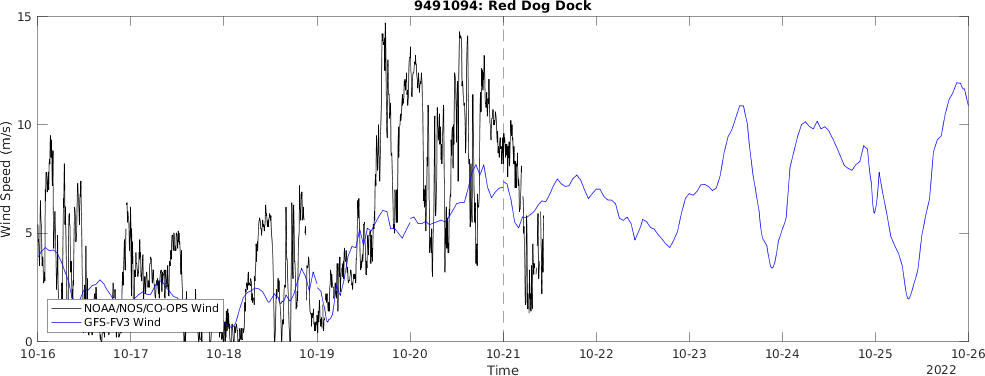 9491094: Red Dog Dock
15
10
5
0
Wind Speed (m/s)
NOAA/NOS/CO-OPS Wind
GFS-FV3 Wind
10-16 10-17 10-18 10-19 10-20 10-21 10-22 10-23 10-24 10-25 10-26
Time
2022